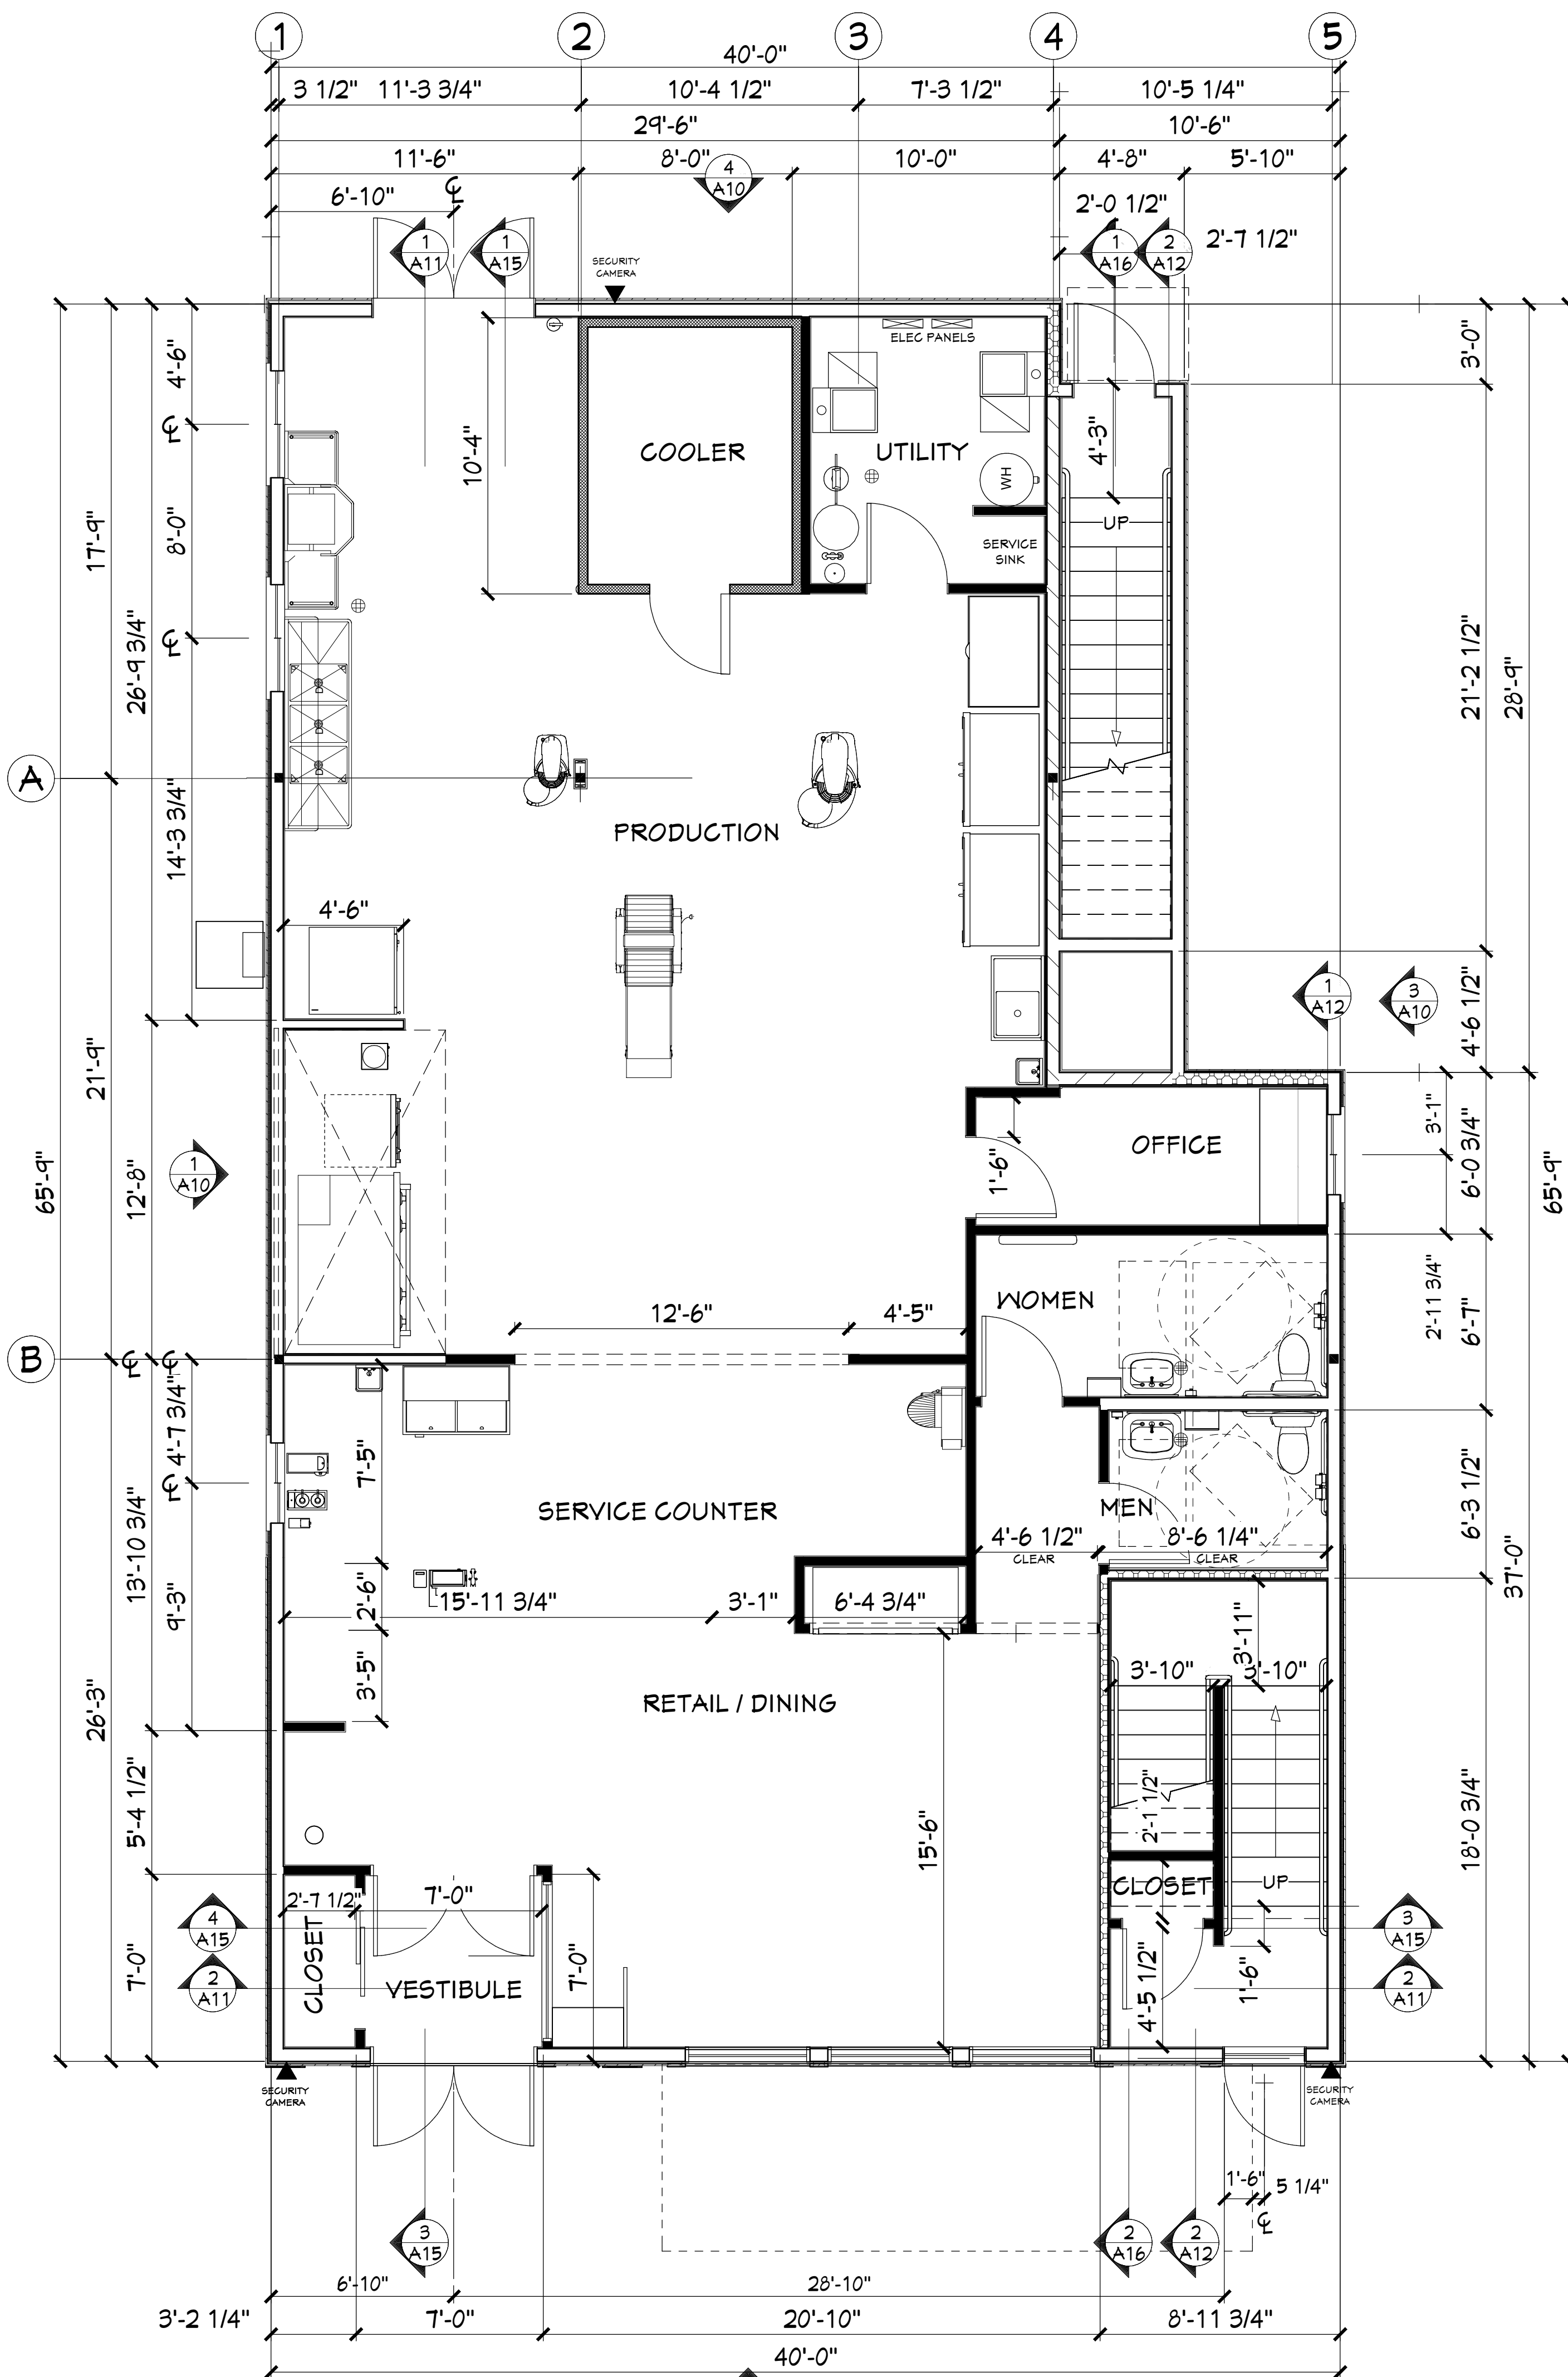 1 2 3 4 5
40'-0"
3 1/2" 11'-3 3/4" 10'-4 1/2" 7'-3 1/2" 10'-5 1/4"
29'-6" 10'-6"
11'-6" 8'-0" 10'-0" 4'-8" 5'-10"
4
A10
6'-10" ℄
2'-0 1/2"
2'-7 1/2"
1
A11
1
A15
1
A16
2
A12
SECURITY
CAMERA
ELEC PANELS
4'-6"
3'-0"
℄
10'-4"
COOLER
UTILITY
WH
4'-3"
UP
17'-9"
8'-0"
SERVICE
SINK
℄
26'-9 3/4"
21'-2 1/2"
28'-9"
A
14'-3 3/4"
PRODUCTION
4'-6"
1
A12
3
A10
4'-6 1/2"
21'-9"
65'-9"
12'-8"
1
A10
OFFICE
1'-6"
3'-1"
6'-0 3/4"
65'-9"
12'-6" 4'-5"
WOMEN
2'-11 3/4"
6'-7"
B
℄ ℄
4'-7 3/4"
℄
7'-5"
SERVICE COUNTER
MEN
4'-6 1/2"
CLEAR
8'-6 1/4"
CLEAR
6'-3 1/2"
37'-0"
13'-10 3/4"
9'-3"
2'-6"
15'-11 3/4" 3'-1" 6'-4 3/4"
3'-5"
3'-11"
3'-10" 3'-10"
RETAIL / DINING
26'-3"
5'-4 1/2"
2'-1 1/2"
15'-6"
18'-0 3/4"
CLOSET
UP
2'-7 1/2" 7'-0"
4
A15
2
A11
CLOSET
VESTIBULE
7'-0"
7'-0"
4'-5 1/2"
1'-6"
3
A15
2
A11
SECURITY
CAMERA
SECURITY
CAMERA
1'-6" 5 1/4"
℄
3
A15
2
A16
2
A12
6'-10" 28'-10"
3'-2 1/4" 7'-0" 20'-10" 8'-11 3/4"
40'-0"